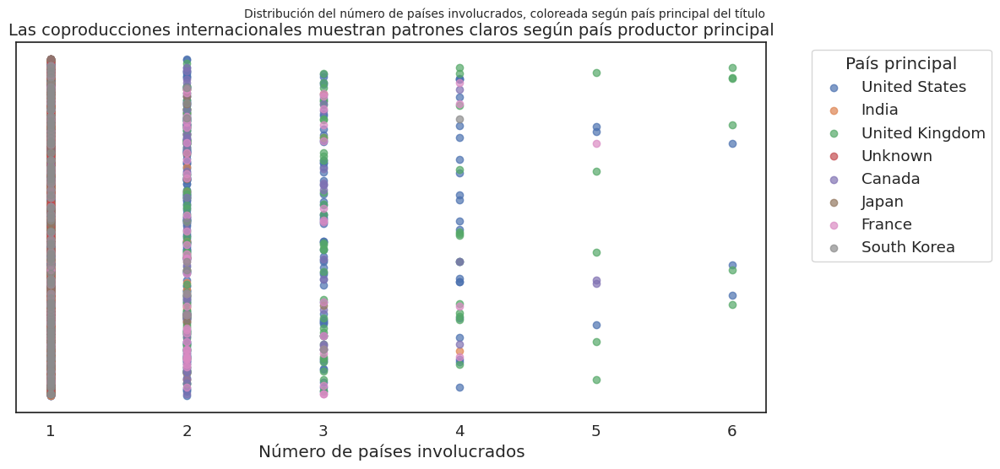 Distribución del número de países involucrados, coloreada según país principal del título
Las coproducciones internacionales muestran patrones claros según país productor principal
País principal
United States
India
United Kingdom
Unknown
Canada
Japan
France
South Korea
1 2 3 4 5 6
Número de países involucrados